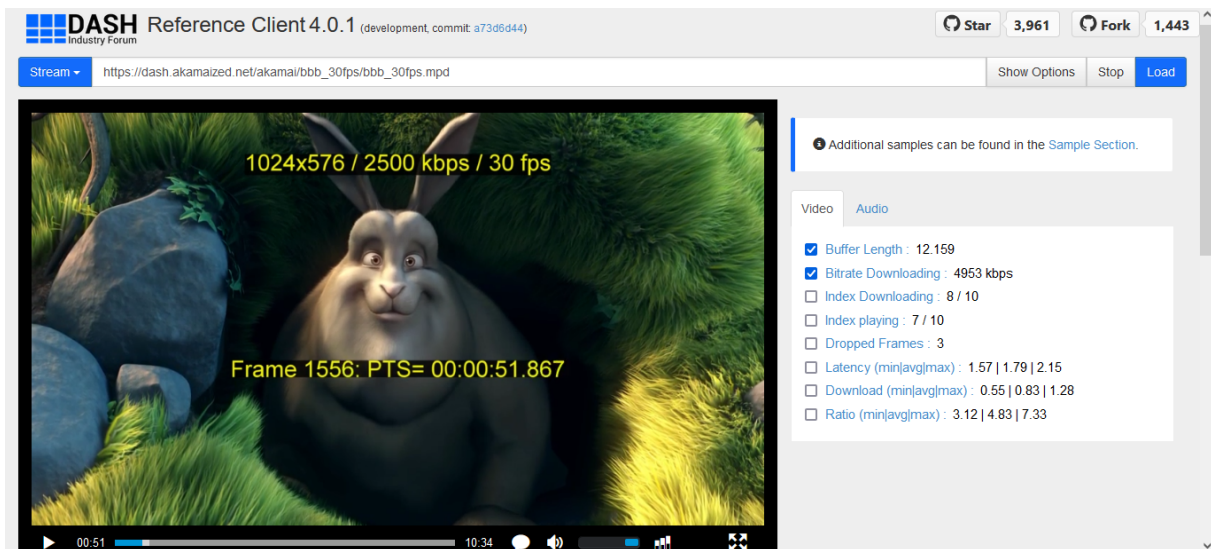 DASH
Industry Forum
Reference Client 4.0.1 (development, commit: a73d6d44)
Star 3,961 Fork 1,443
Stream https://dash.akamaized.net/akamai/bbb_30fps/bbb_30fps.mpd Show Options Stop Load
1024x576 / 2500 kbps / 30 fps
Frame 1556: PTS= 00:00:51.867
00:51 10:34
Additional samples can be found in the Sample Section.
Video Audio
Buffer Length : 12.159
Bitrate Downloading : 4953 kbps
Index Downloading : 8 / 10
Index playing : 7 / 10
Dropped Frames : 3
Latency (min|avg|max) : 1.57 | 1.79 | 2.15
Download (min|avg|max) : 0.55 | 0.83 | 1.28
Ratio (min|avg|max) : 3.12 | 4.83 | 7.33